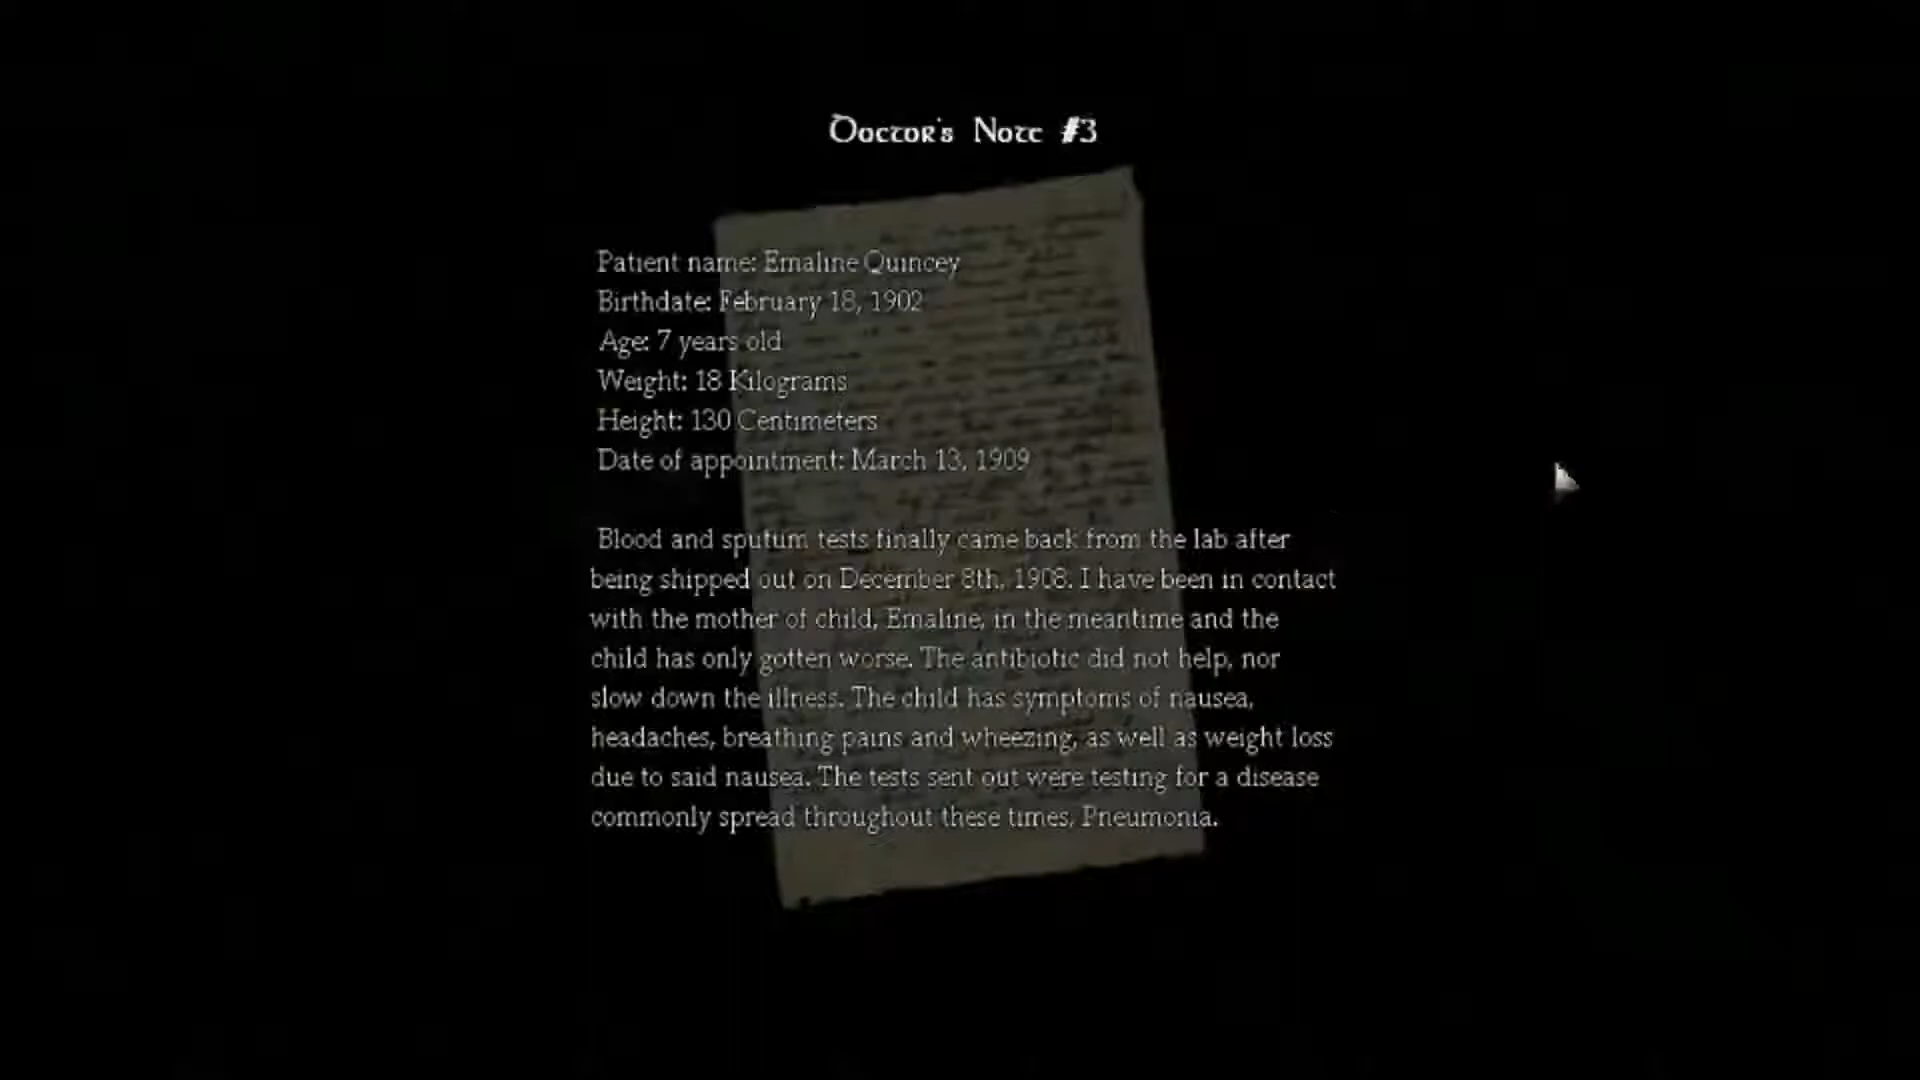 Doctor's Note #3
Patient name: Emaline Quincey
Birthdate: February 18, 1902
Age: 7 years old
Weight: 18 Kilograms
Height: 130 Centimeters
Date of appointment: March 13, 1909
Blood and sputum tests finally came back from the lab after
being shipped out on December 8th, 1908. I have been in contact
with the mother of child, Emaline, in the meantime and the
child has only gotten worse. The antibiotic did not help, nor
slow down the illness. The child has symptoms of nausea,
headaches, breathing pains and wheezing, as well as weight loss
due to said nausea. The tests sent out were testing for a disease
commonly spread throughout these times, Pneumonia.